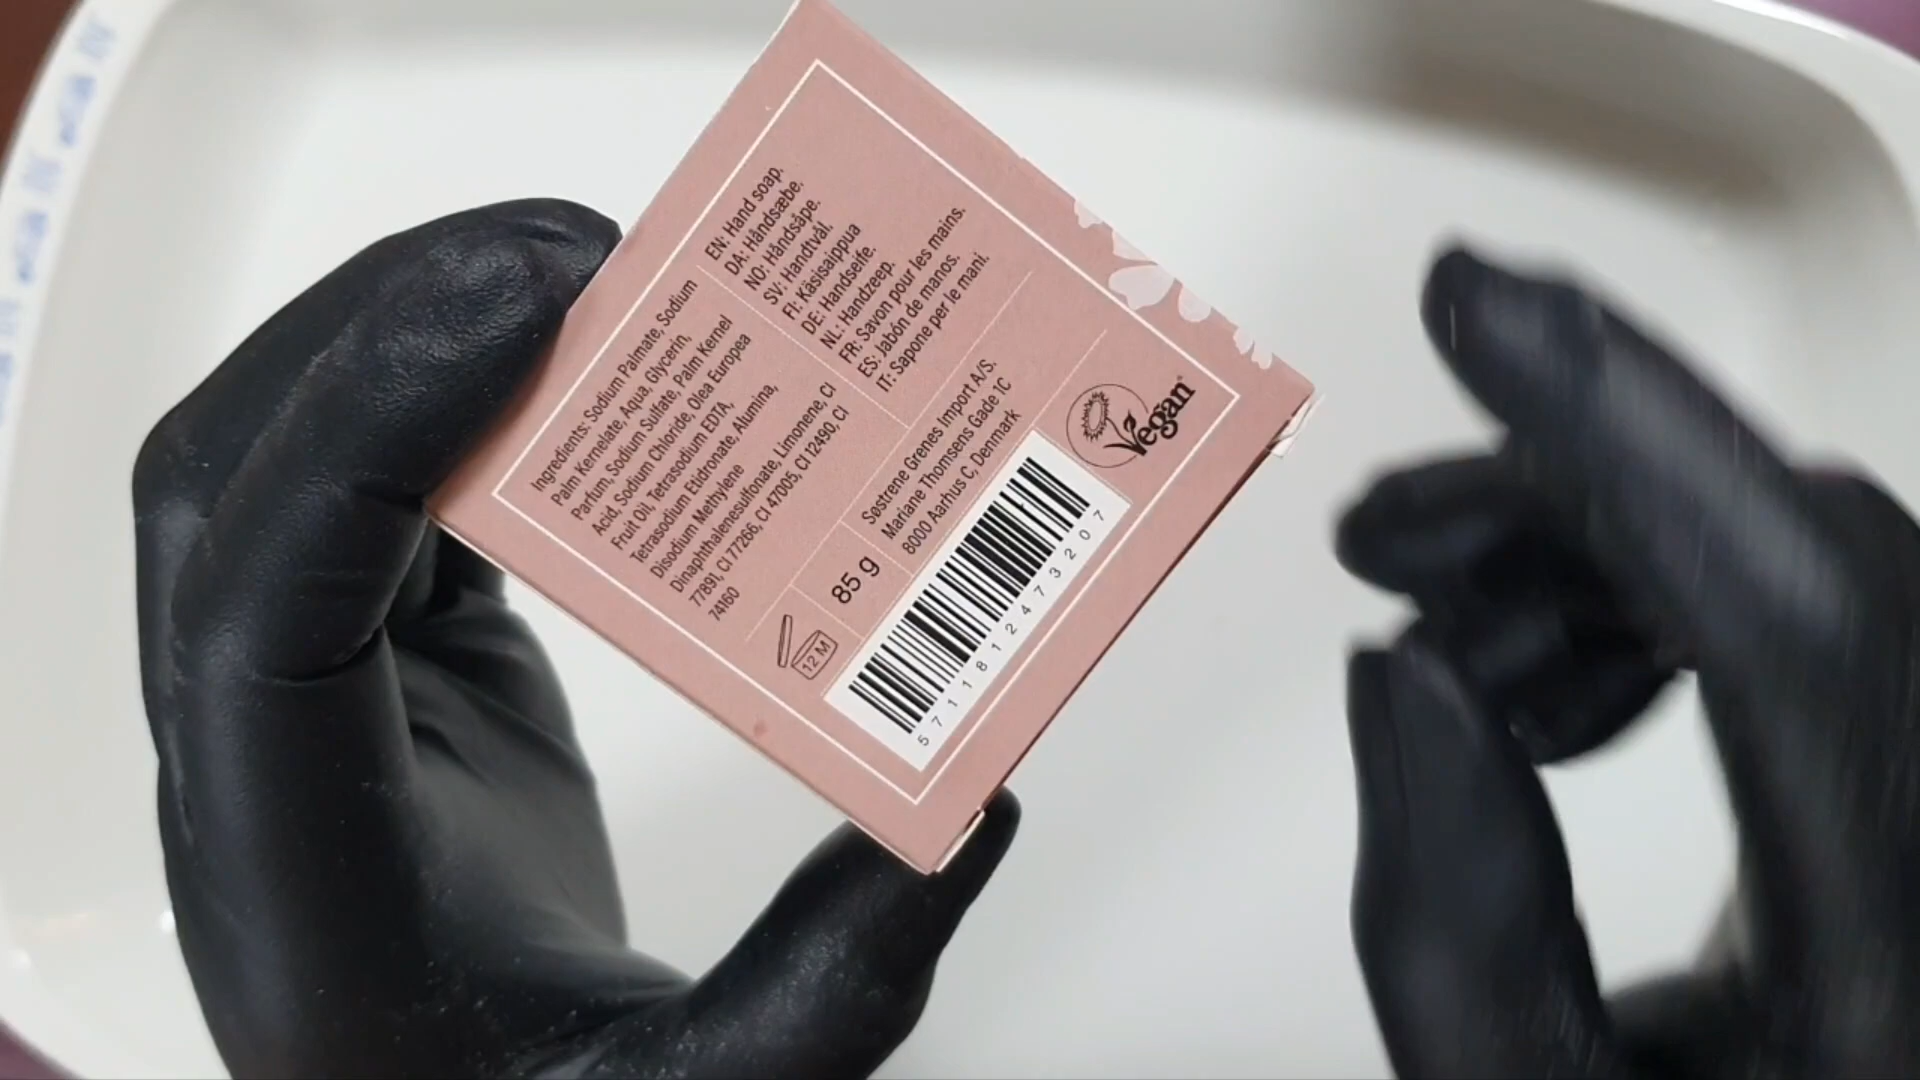 EN: Hand soap.
DA: Håndsæbe.
NO: Håndsåpe.
SV: Handtvål.
FI: Käsisaippua
DE: Handseife.
NL: Handzeep.
FR: Savon pour les mains.
ES: Jabón de manos.
IT: Sapone per le mani.
Ingredients: Sodium Palmate, Sodium
Palm Kernelate, Aqua, Glycerin,
Parfum, Sodium Sulfate, Palm Kernel
Acid, Sodium Chloride, Olea Europea
Fruit Oil, Tetrasodium EDTA,
Tetrasodium Etidronate, Alumina,
Disodium Methylene
Dinaphthalenesulfonate, Limonene, CI
77891, CI 77266, CI 47005, CI 12490, CI
74160
Søstrene Grenes Import A/S.
Mariane Thomsens Gade 1C
8000 Aarhus C, Denmark
12 M
85 g
Vegan
5711812473207